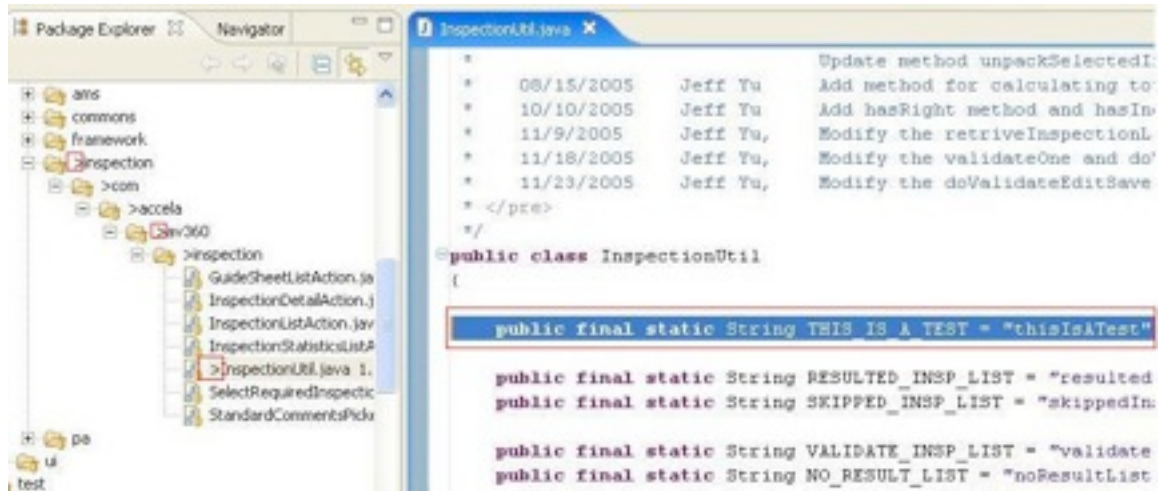 Package Explorer
Navigator
ams
commons
framework
>inspection
>com
>accela
>av360
>inspection
GuideSheetListAction.ja
InspectionDetailAction.j
InspectionListAction.jav
InspectionStatisticsListA
>InspectionUtil.java 1.
SelectRequiredInspectic
StandardCommentsPicke
pa
ui
test
InspectionUtil.java
* Update method unpackSelectedI
* 08/15/2005 Jeff Yu Add method for calculating to
* 10/10/2005 Jeff Yu Add hasRight method and hasIn
* 11/9/2005 Jeff Yu, Modify the retriveInspectionL
* 11/18/2005 Jeff Yu, Modify the validateOne and do
* 11/23/2005 Jeff Yu, Modify the doValidateEditSave
* </pre>
*/
public class InspectionUtil
{
public final static String THIS_IS_A_TEST = "thisIsATest"
public final static String RESULTED_INSP_LIST = "resulted
public final static String SKIPPED_INSP_LIST = "skippedIn
public final static String VALIDATE_INSP_LIST = "validate
public final static String NO_RESULT_LIST = "noResultList